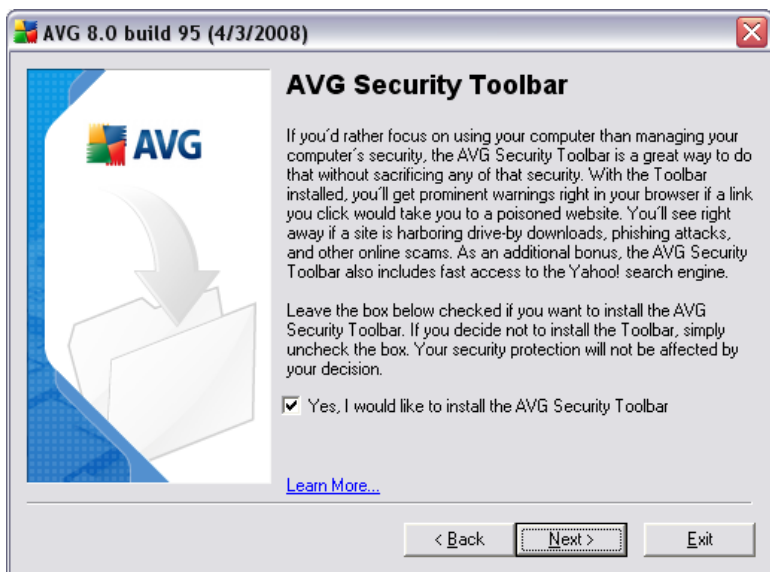 AVG 8.0 build 95 (4/3/2008)
AVG
AVG Security Toolbar
If you´d rather focus on using your computer than managing your
computer´s security, the AVG Security Toolbar is a great way to do
that without sacrificing any of that security. With the Toolbar
installed, you´ll get prominent warnings right in your browser if a link
you click would take you to a poisoned website. You´ll see right
away if a site is harboring drive-by downloads, phishing attacks,
and other online scams. As an additional bonus, the AVG Security
Toolbar also includes fast access to the Yahoo! search engine.
Leave the box below checked if you want to install the AVG
Security Toolbar. If you decide not to install the Toolbar, simply
uncheck the box. Your security protection will not be affected by
your decision.
Yes, I would like to install the AVG Security Toolbar
Learn More...
< Back Next > Exit